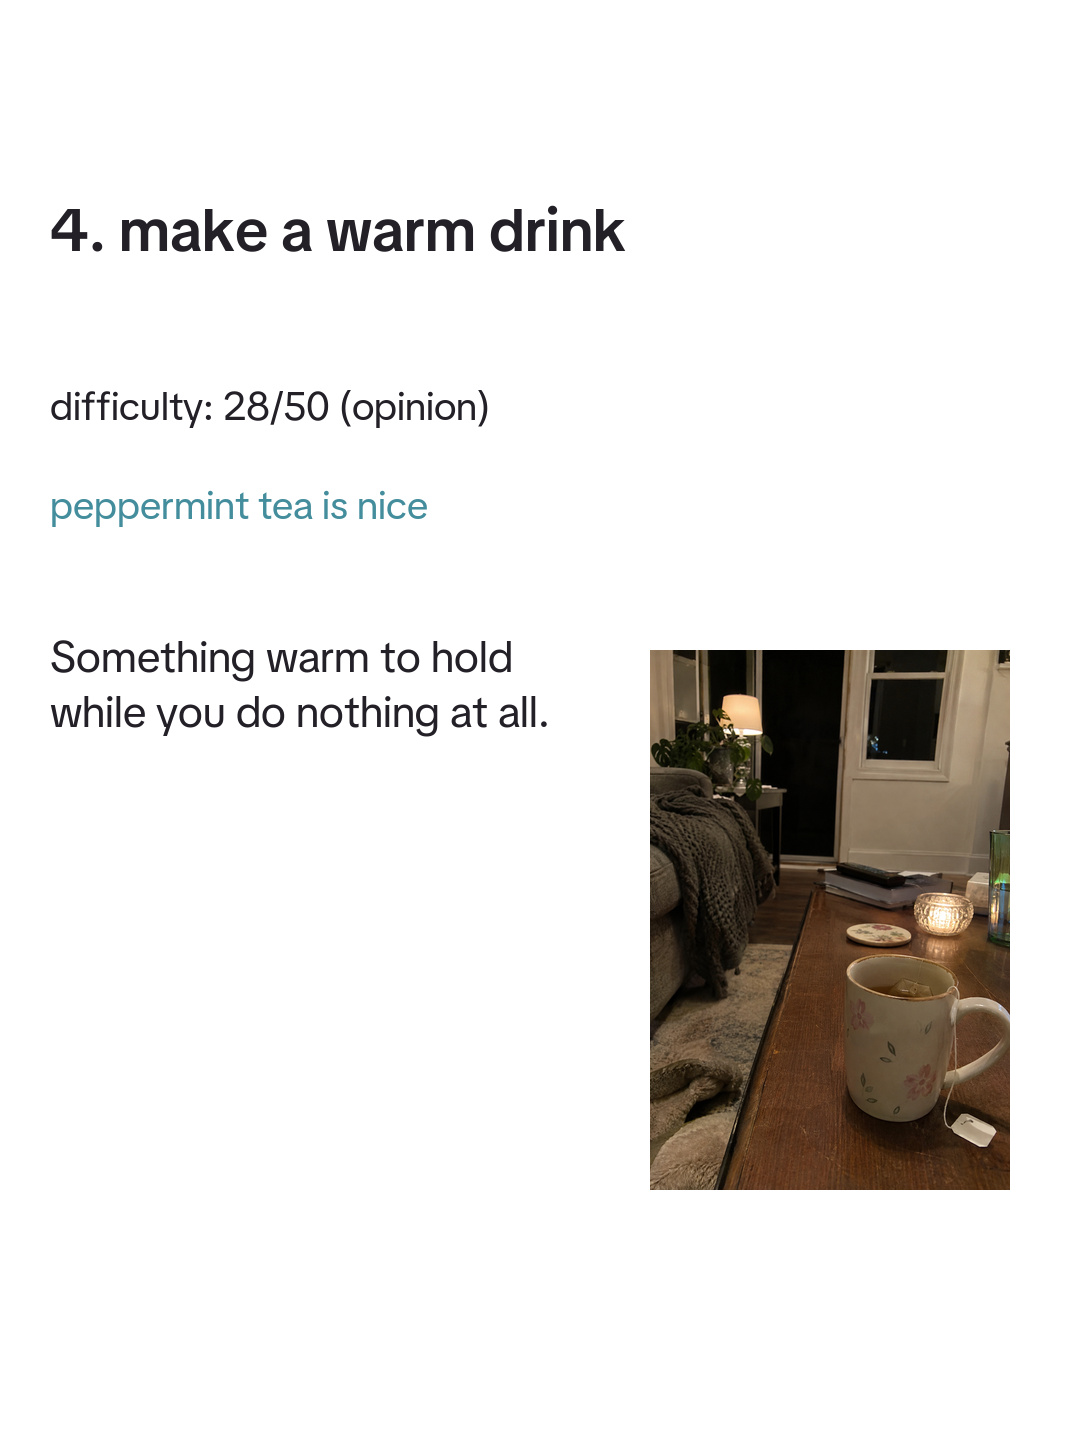 4. make a warm drink
difficulty: 28/50 (opinion)
peppermint tea is nice
Something warm to hold
while you do nothing at all.